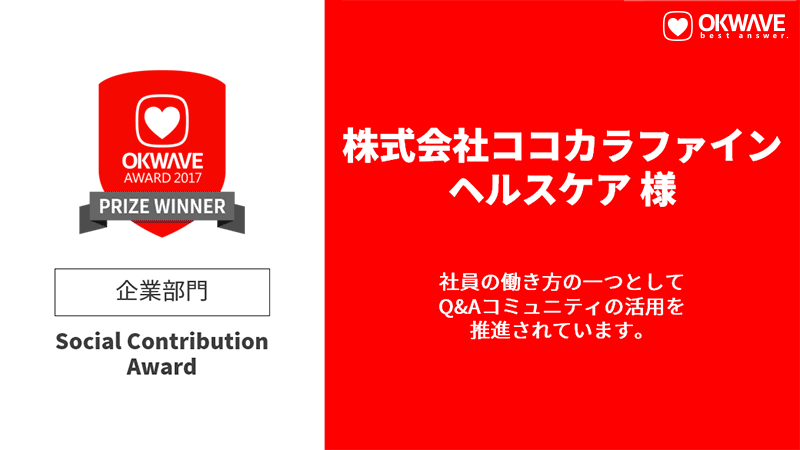 OKWAVE
AWARD 2017
PRIZE WINNER
企業部門
Social Contribution
Award
OKWAVE
best answer.
株式会社ココカラファイン
ヘルスケア 様
社員の働き方の一つとして
Q&Aコミュニティの活用を
推進されています。